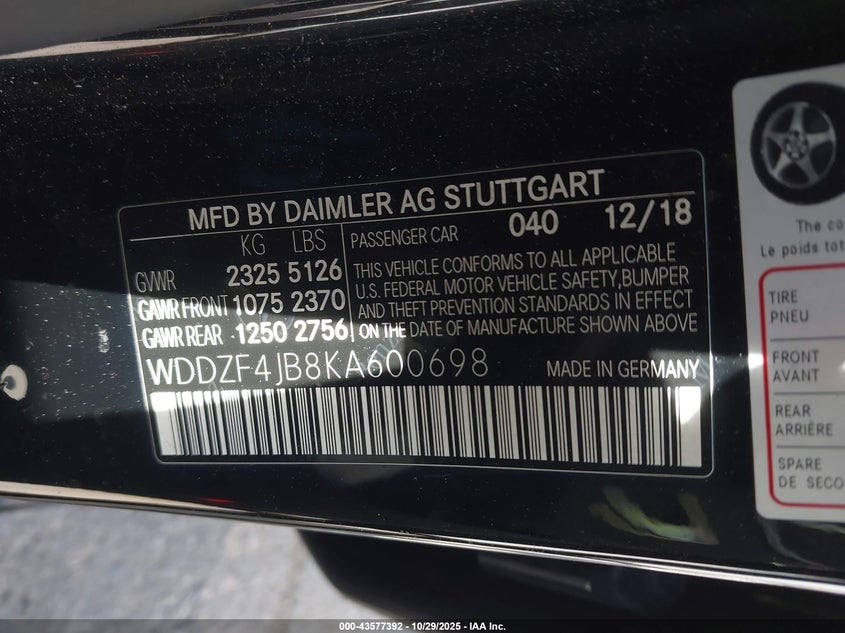 MFD BY DAIMLER AG STUTTGART
KG LBS
GVWR 2325 5126
GAWR FRONT 1075 2370
GAWR REAR 1250 2756
PASSENGER CAR 040 12/18
THIS VEHICLE CONFORMS TO ALL APPLICABLE
U.S. FEDERAL MOTOR VEHICLE SAFETY,BUMPER
AND THEFT PREVENTION STANDARDS IN EFFECT
ON THE DATE OF MANUFACTURE SHOWN ABOVE
WDDZF4JB8KA600698 MADE IN GERMANY
The co
Le poids tot
TIRE
PNEU
FRONT
AVANT
REAR
ARRIÈRE
SPARE
DE SECO
000-43577392 - 10/29/2025 - IAA Inc.